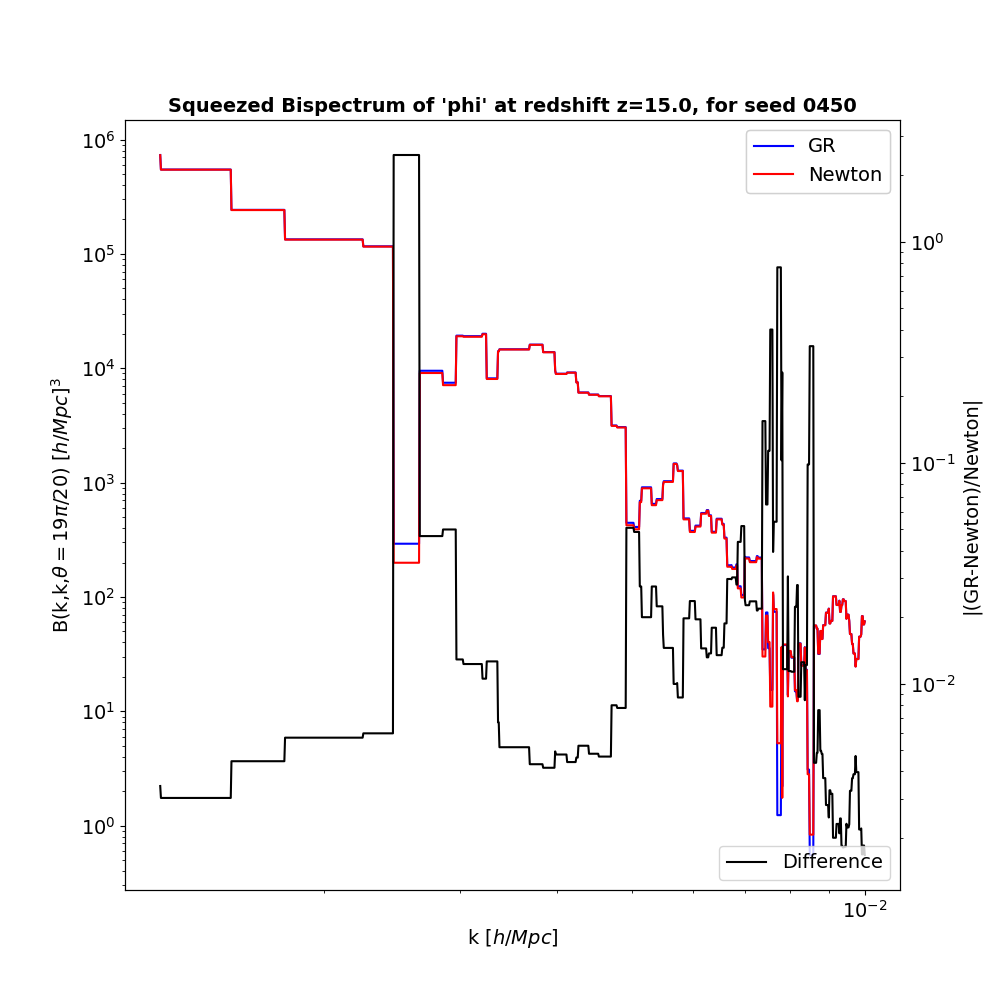 Squeezed Bispectrum of 'phi' at redshift z=15.0, for seed 0450
GR
Newton
Difference
B(k,k,θ = 19π/20) [h/Mpc]³
|(GR-Newton)/Newton|
k [h/Mpc]
10⁶
10⁵
10⁴
10³
10²
10¹
10⁰
10⁰
10⁻¹
10⁻²
10⁻²